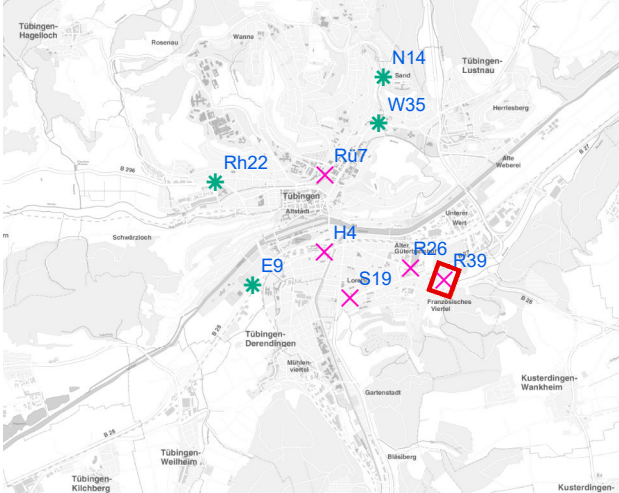 Tübingen-
Hagelloch
Rosenau
Wanne
N14
Sand
Tübingen-
Lustnau
W35
Herrlesberg
B 27
Alte
Weberei
Rh22
Rü7
B 296
Tübingen
Altstadt
Unterer
Wert
Schwärzloch
H4
Alter
R26
R39
E9
S19
B 28
Französisches
Viertel
B 28
Tübingen-
Derendingen
Mühlen-
viertel
Gartenstadt
Kusterdingen-
Wankheim
B 28
Tübingen-
Weilheim
Bläsiberg
Tübingen-
Kilchberg
Kusterdingen-